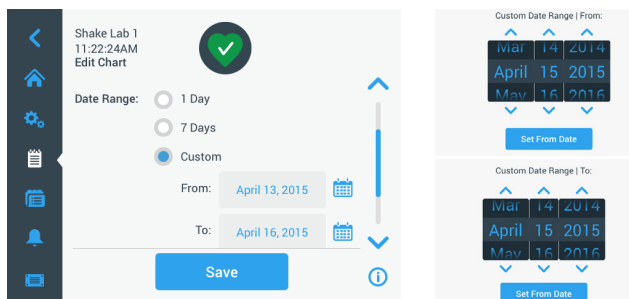 Shake Lab 1
11:22:24AM
Edit Chart
Date Range:
1 Day
7 Days
Custom
From: April 13, 2015
To: April 16, 2015
Save
Custom Date Range | From:
Mar 14 2014
April 15 2015
May 16 2016
Set From Date
Custom Date Range | To:
Mar 14 2014
April 15 2015
May 16 2016
Set From Date